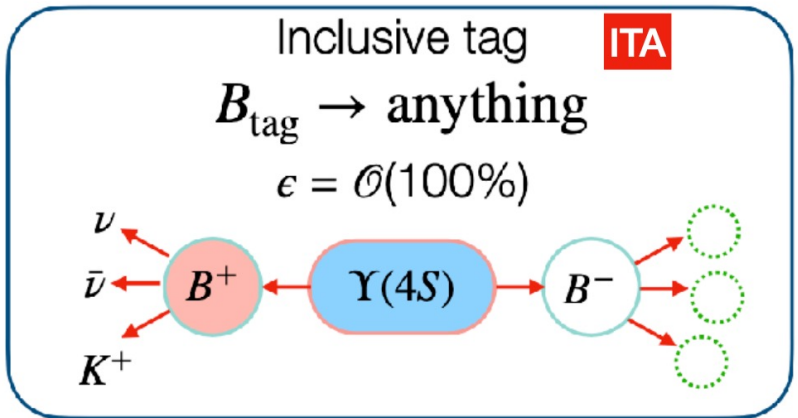 Inclusive tag
ITA
B_tag → anything
ϵ = 𝒪(100%)
ν
ν̄
K⁺
B⁺
Υ(4S)
B⁻